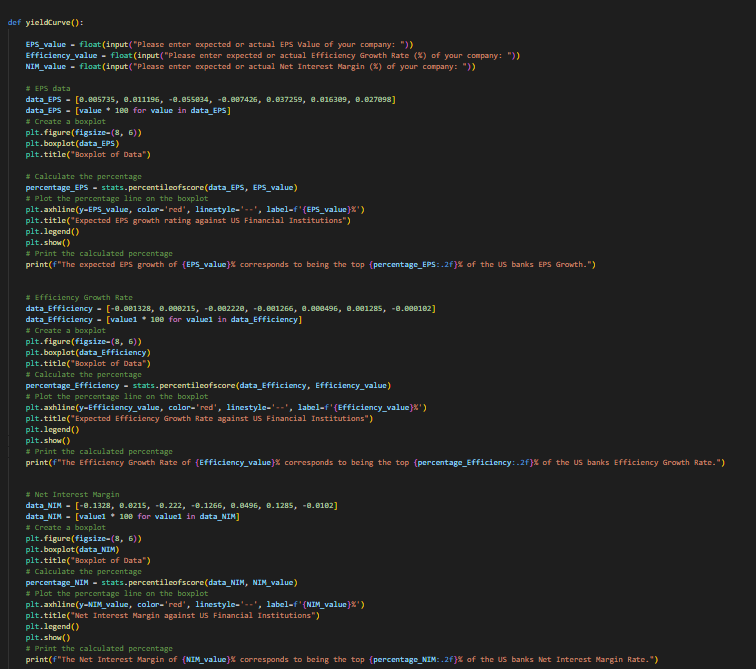 def yieldCurve():
EPS_value = float(input("Please enter expected or actual EPS Value of your company: "))
Efficiency_value = float(input("Please enter expected or actual Efficiency Growth Rate (%) of your company: "))
NIM_value = float(input("Please enter expected or actual Net Interest Margin (%) of your company: "))
# EPS data
data_EPS = [0.005735, 0.011196, -0.055034, -0.007426, 0.037259, 0.016309, 0.027098]
data_EPS = [value * 100 for value in data_EPS]
# Create a boxplot
plt.figure(figsize=(8, 6))
plt.boxplot(data_EPS)
plt.title("Boxplot of Data")
# Calculate the percentage
percentage_EPS = stats.percentileofscore(data_EPS, EPS_value)
# Plot the percentage line on the boxplot
plt.axhline(y=EPS_value, color='red', linestyle='--', label=f'{EPS_value}%')
plt.title("Expected EPS growth rating against US Financial Institutions")
plt.legend()
plt.show()
# Print the calculated percentage
print(f"The expected EPS growth of {EPS_value}% corresponds to being the top {percentage_EPS:.2f}% of the US banks EPS Growth.")
# Efficiency Growth Rate
data_Efficiency = [-0.001328, 0.000215, -0.002220, -0.001266, 0.000496, 0.001285, -0.000102]
data_Efficiency = [value1 * 100 for value1 in data_Efficiency]
# Create a boxplot
plt.figure(figsize=(8, 6))
plt.boxplot(data_Efficiency)
plt.title("Boxplot of Data")
# Calculate the percentage
percentage_Efficiency = stats.percentileofscore(data_Efficiency, Efficiency_value)
# Plot the percentage line on the boxplot
plt.axhline(y=Efficiency_value, color='red', linestyle='--', label=f'{Efficiency_value}%')
plt.title("Expected Efficiency Growth Rate against US Financial Institutions")
plt.legend()
plt.show()
# Print the calculated percentage
print(f"The Efficiency Growth Rate of {Efficiency_value}% corresponds to being the top {percentage_Efficiency:.2f}% of the US banks Efficiency Growth Rate.")
# Net Interest Margin
data_NIM = [-0.1328, 0.0215, -0.222, -0.1266, 0.0496, 0.1285, -0.0102]
data_NIM = [value1 * 100 for value1 in data_NIM]
# Create a boxplot
plt.figure(figsize=(8, 6))
plt.boxplot(data_NIM)
plt.title("Boxplot of Data")
# Calculate the percentage
percentage_NIM = stats.percentileofscore(data_NIM, NIM_value)
# Plot the percentage line on the boxplot
plt.axhline(y=NIM_value, color='red', linestyle='--', label=f'{NIM_value}%')
plt.title("Net Interest Margin against US Financial Institutions")
plt.legend()
plt.show()
# Print the calculated percentage
print(f"The Net Interest Margin of {NIM_value}% corresponds to being the top {percentage_NIM:.2f}% of the US banks Net Interest Margin Rate.")